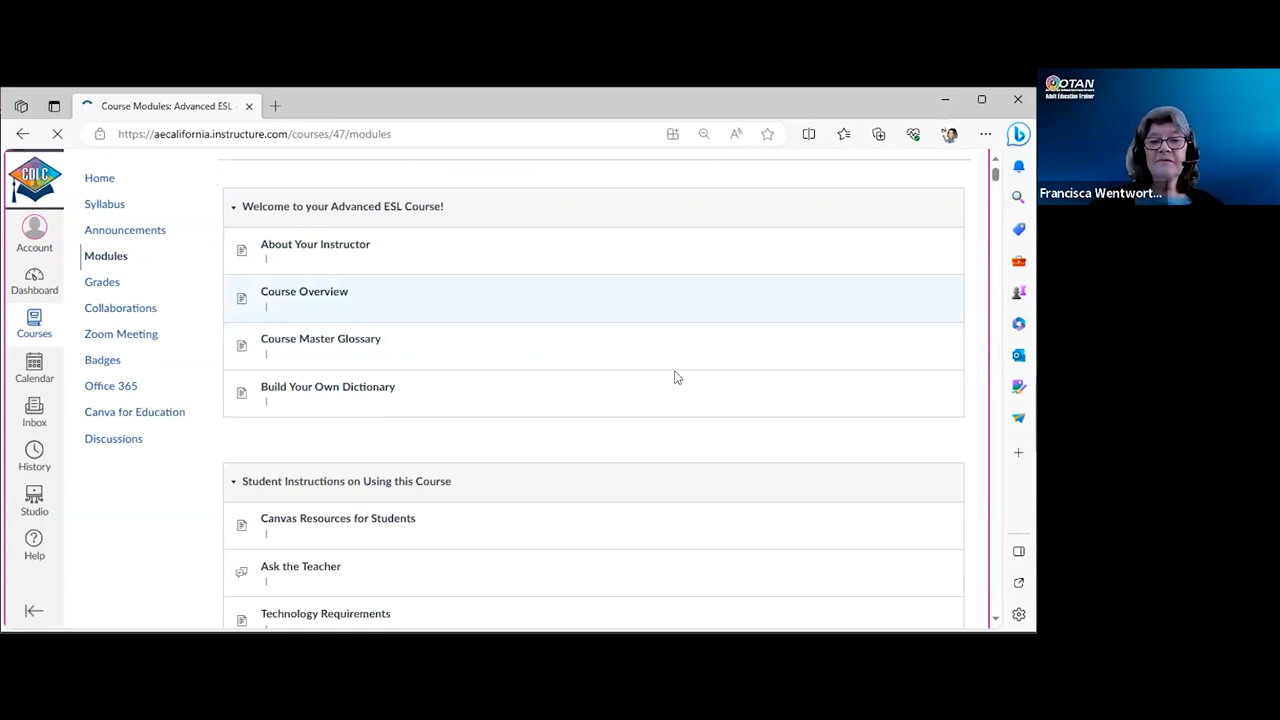 Course Modules: Advanced ESL
https://aecalifornia.instructure.com/courses/47/modules
OTAN
Adult Education Trainer
Francisca Wentwort...
CDLC
Account
Dashboard
Courses
Calendar
Inbox
History
Studio
Help
Home
Syllabus
Announcements
Modules
Grades
Collaborations
Zoom Meeting
Badges
Office 365
Canva for Education
Discussions
Welcome to your Advanced ESL Course!
About Your Instructor
Course Overview
Course Master Glossary
Build Your Own Dictionary
Student Instructions on Using this Course
Canvas Resources for Students
Ask the Teacher
Technology Requirements